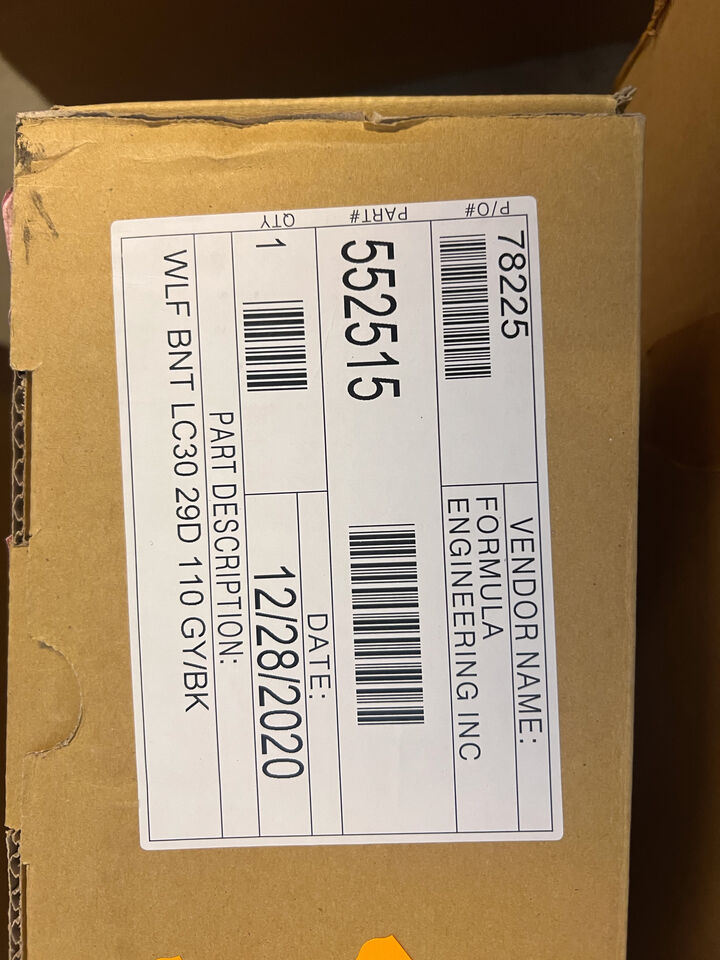 P/O#
78225
VENDOR NAME:
FORMULA
ENGINEERING INC
PART#
552515
QTY
1
DATE:
12/28/2020
PART DESCRIPTION:
WLF BNT LC30 29D 110 GY/BK